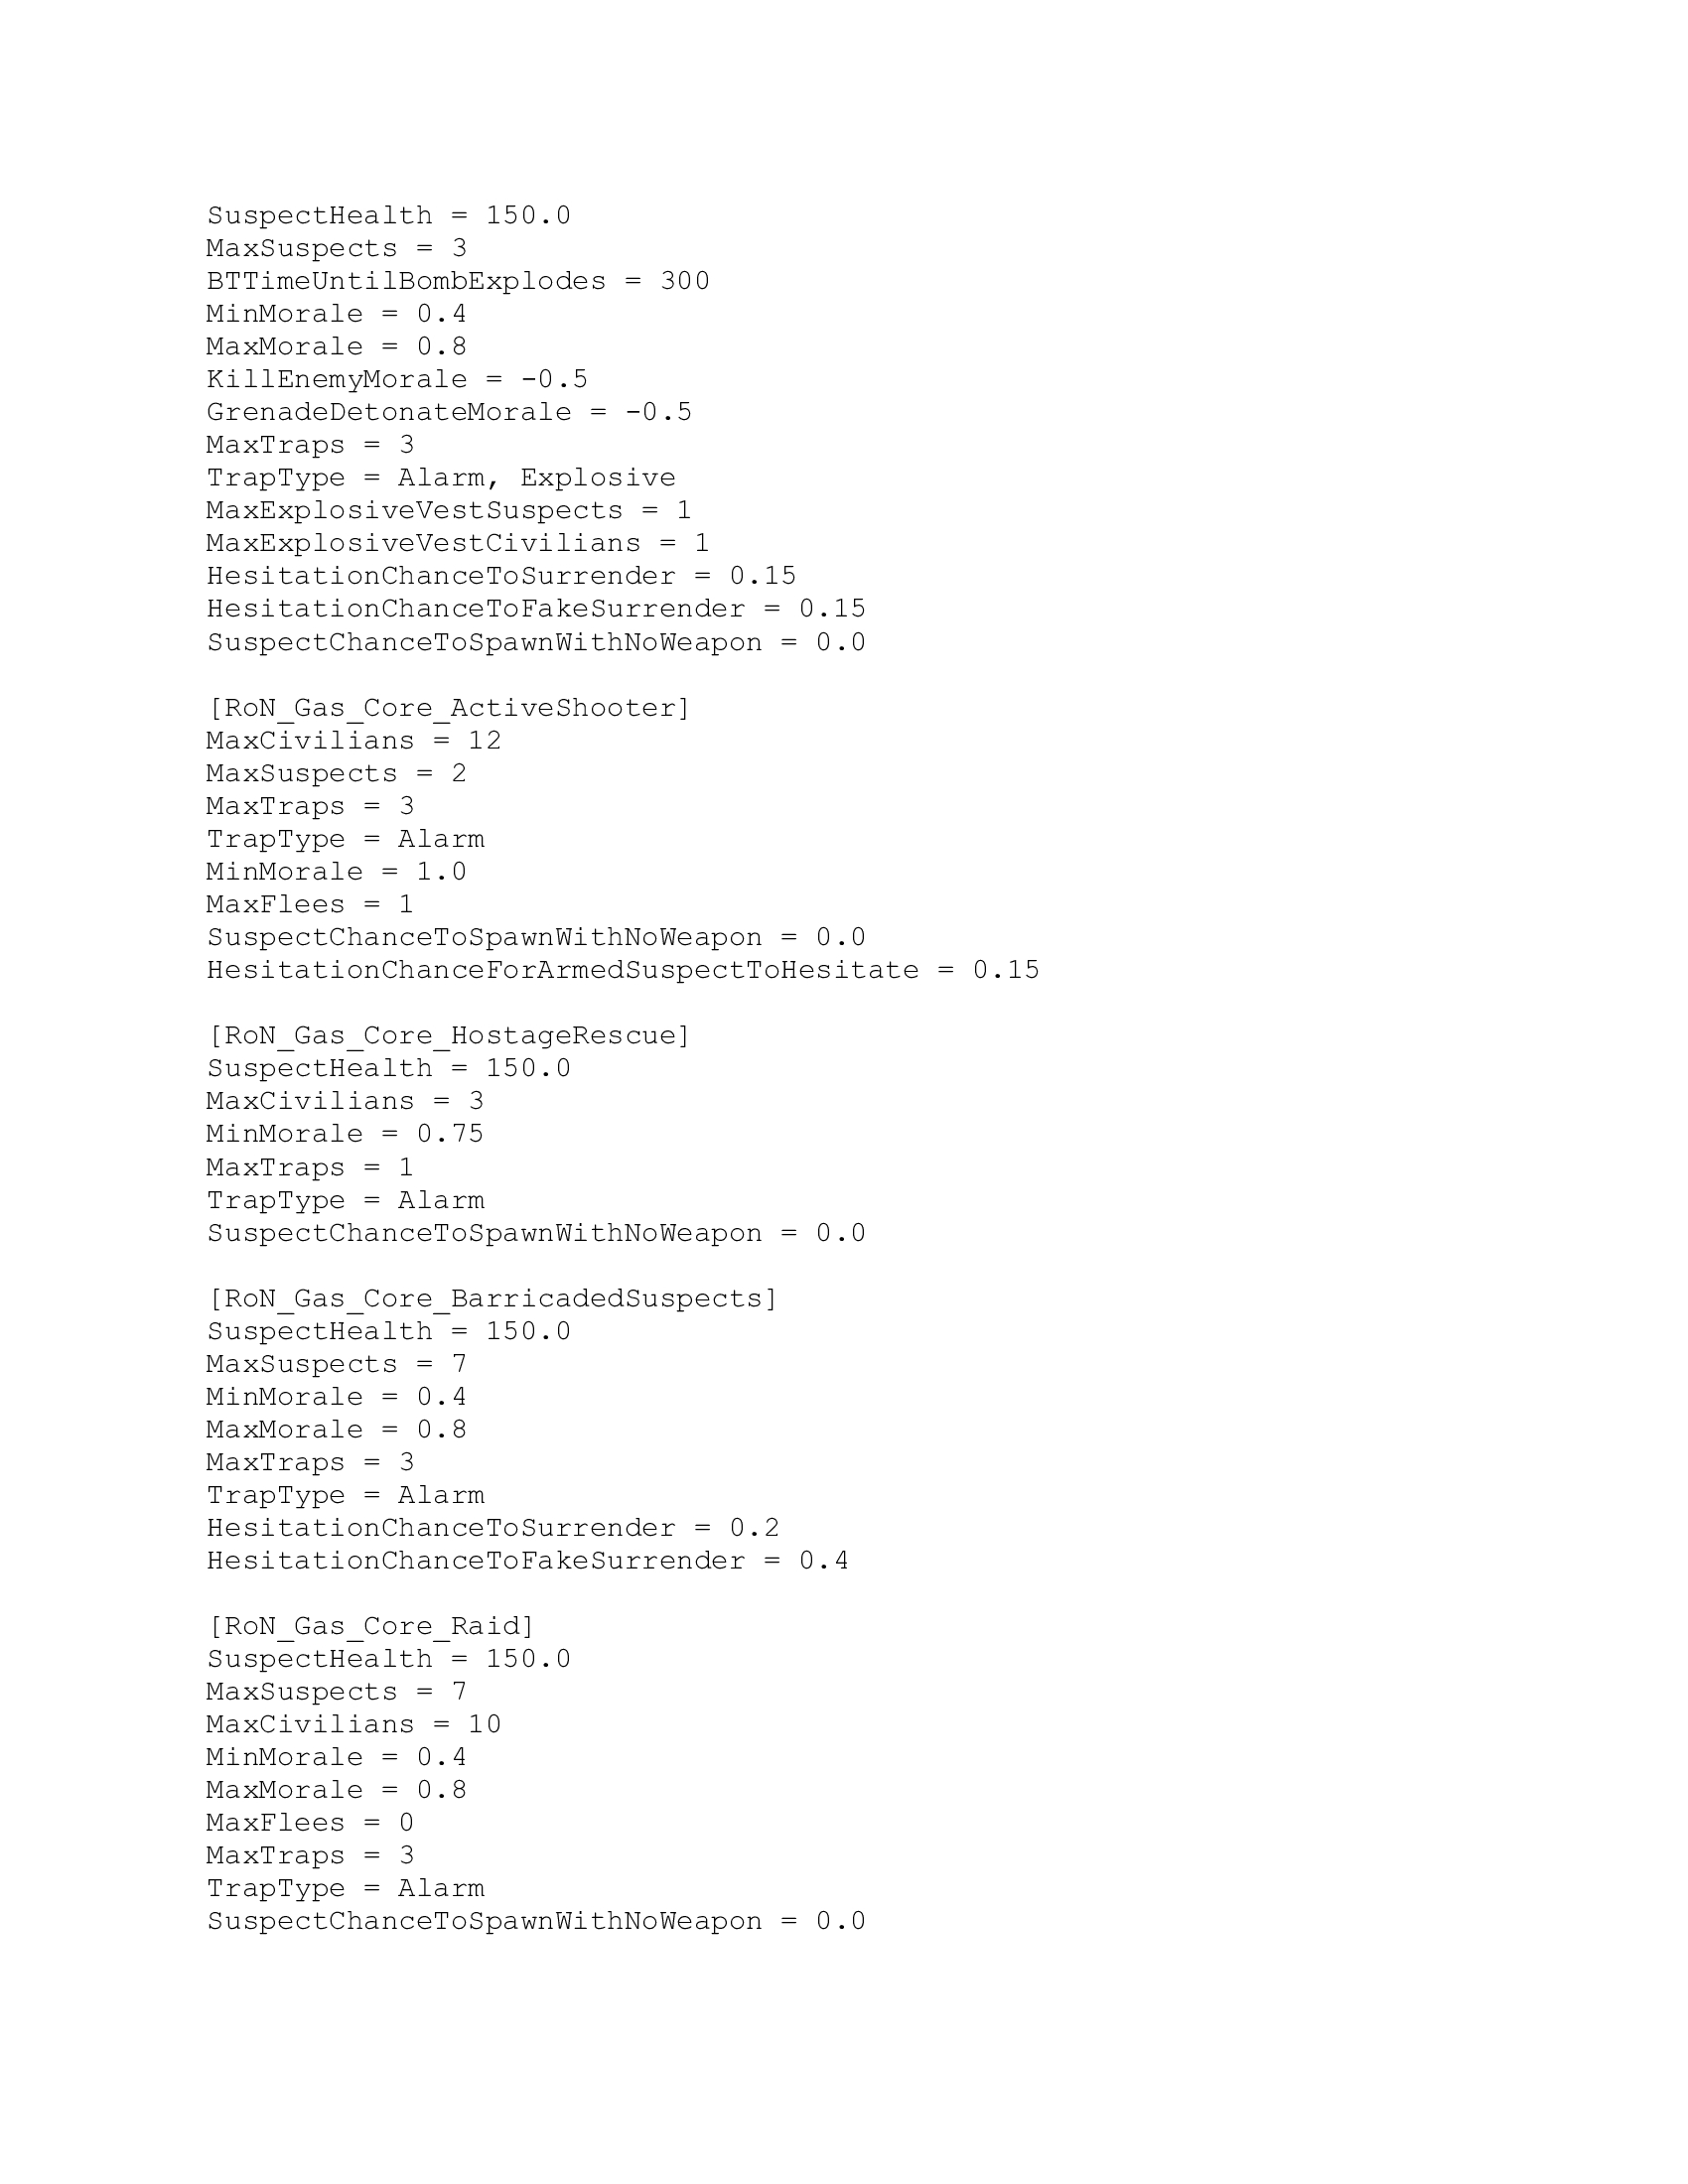 SuspectHealth = 150.0
MaxSuspects = 3
BTTimeUntilBombExplodes = 300
MinMorale = 0.4
MaxMorale = 0.8
KillEnemyMorale = -0.5
GrenadeDetonateMorale = -0.5
MaxTraps = 3
TrapType = Alarm, Explosive
MaxExplosiveVestSuspects = 1
MaxExplosiveVestCivilians = 1
HesitationChanceToSurrender = 0.15
HesitationChanceToFakeSurrender = 0.15
SuspectChanceToSpawnWithNoWeapon = 0.0

[RoN_Gas_Core_ActiveShooter]
MaxCivilians = 12
MaxSuspects = 2
MaxTraps = 3
TrapType = Alarm
MinMorale = 1.0
MaxFlees = 1
SuspectChanceToSpawnWithNoWeapon = 0.0
HesitationChanceForArmedSuspectToHesitate = 0.15

[RoN_Gas_Core_HostageRescue]
SuspectHealth = 150.0
MaxCivilians = 3
MinMorale = 0.75
MaxTraps = 1
TrapType = Alarm
SuspectChanceToSpawnWithNoWeapon = 0.0

[RoN_Gas_Core_BarricadedSuspects]
SuspectHealth = 150.0
MaxSuspects = 7
MinMorale = 0.4
MaxMorale = 0.8
MaxTraps = 3
TrapType = Alarm
HesitationChanceToSurrender = 0.2
HesitationChanceToFakeSurrender = 0.4

[RoN_Gas_Core_Raid]
SuspectHealth = 150.0
MaxSuspects = 7
MaxCivilians = 10
MinMorale = 0.4
MaxMorale = 0.8
MaxFlees = 0
MaxTraps = 3
TrapType = Alarm
SuspectChanceToSpawnWithNoWeapon = 0.0